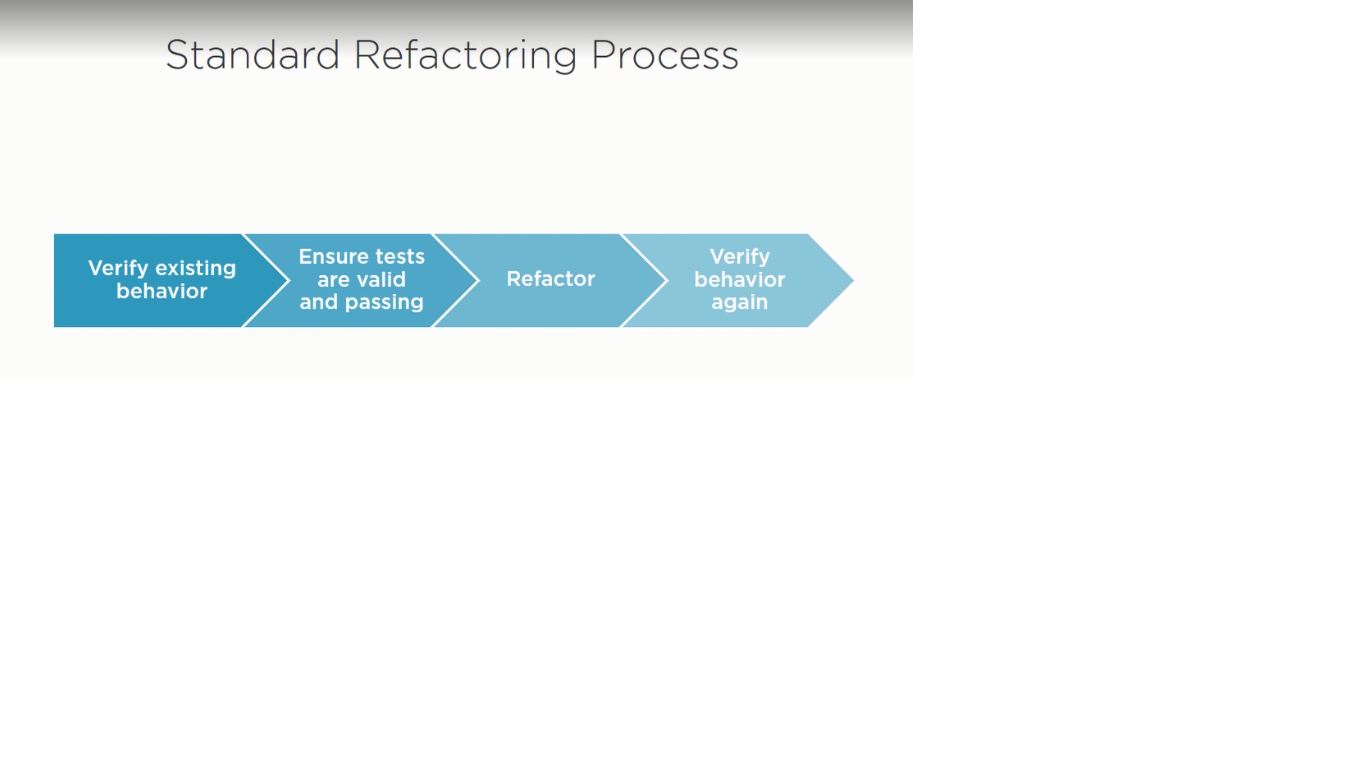 Standard Refactoring Process
Verify existing
behavior
Ensure tests
are valid
and passing
Refactor
Verify
behavior
again